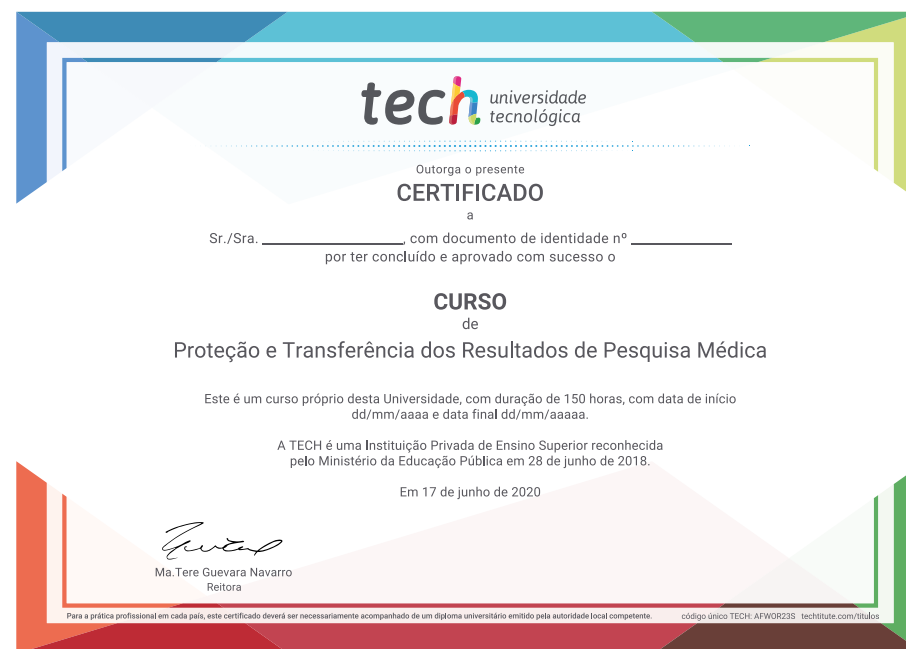 tech universidade
tecnológica
Outorga o presente
CERTIFICADO
a
Sr./Sra. ____________________, com documento de identidade nº ______________
por ter concluído e aprovado com sucesso o
CURSO
de
Proteção e Transferência dos Resultados de Pesquisa Médica
Este é um curso próprio desta Universidade, com duração de 150 horas, com data de início
dd/mm/aaaa e data final dd/mm/aaaaa.
A TECH é uma Instituição Privada de Ensino Superior reconhecida
pelo Ministério da Educação Pública em 28 de junho de 2018.
Em 17 de junho de 2020
Ma.Tere Guevara Navarro
Reitora
Para a prática profissional em cada país, este certificado deverá ser necessariamente acompanhado de um diploma universitário emitido pela autoridade local competente. código único TECH: AFWOR23S techtitute.com/titulos